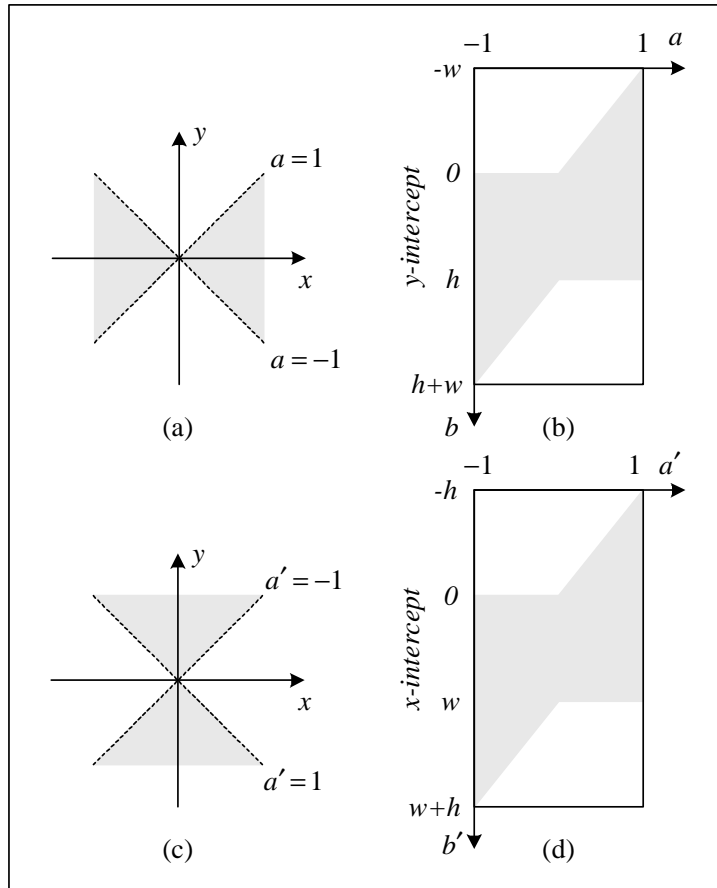 y
a = 1
x
a = −1
(a)
−1 1 a
-w
0
y-intercept
h
h+w
b
(b)
y
a′ = −1
x
a′ = 1
(c)
−1 1 a′
-h
0
x-intercept
w
w+h
b′
(d)